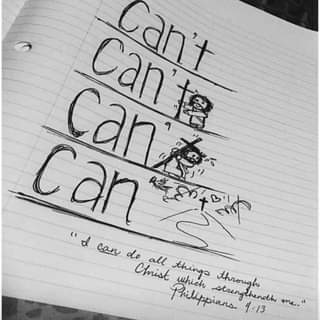 Can't
Can't
Can'
Can
"I can do all things through
Christ which strengtheneth me."
Philippians 4:13